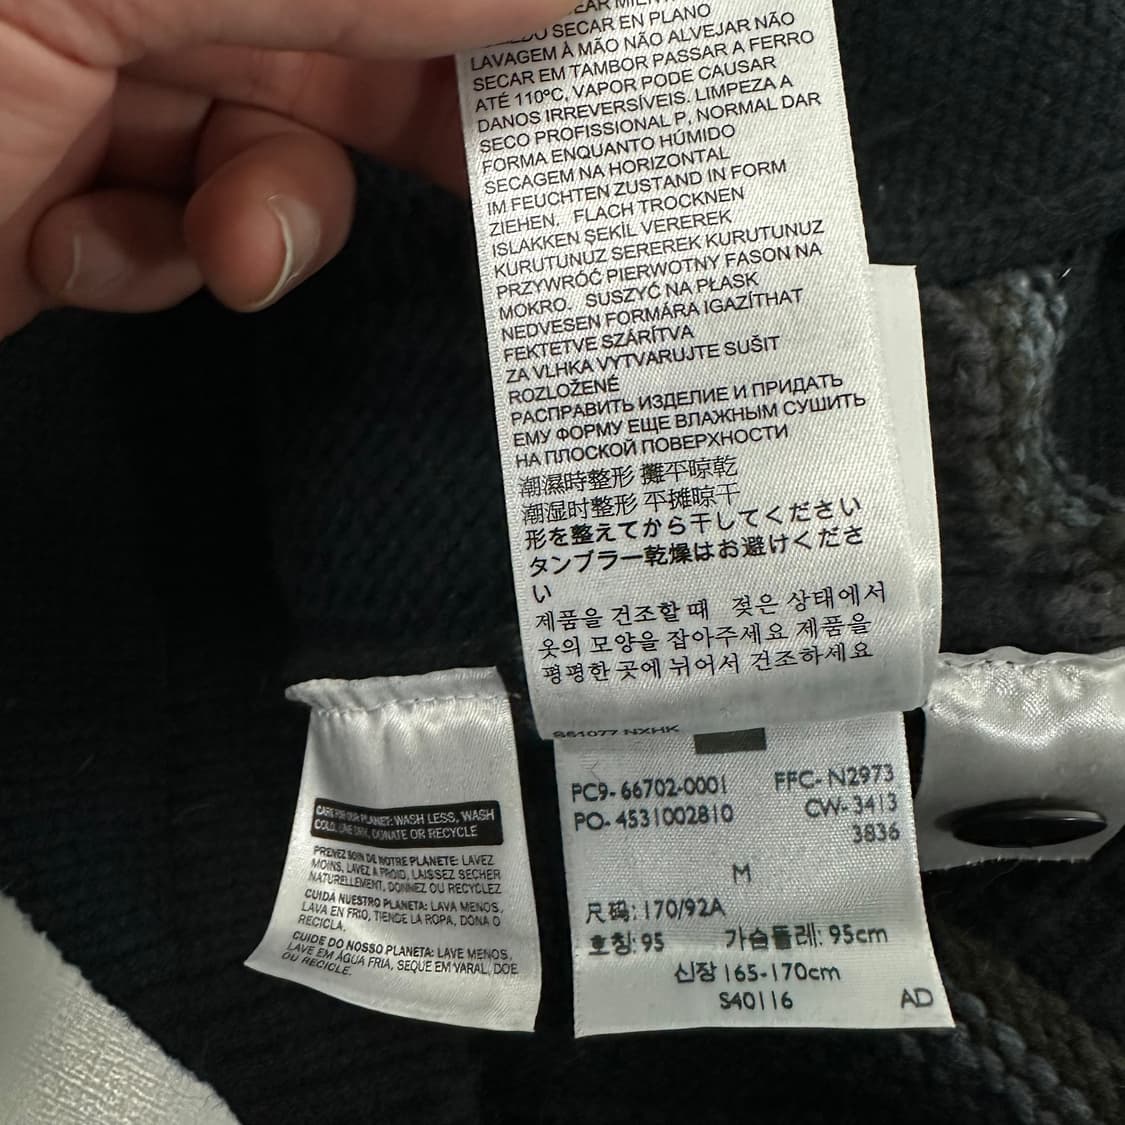 SECAR EN PLANO
LAVAGEM À MÃO NÃO ALVEJAR NÃO
SECAR EM TAMBOR PASSAR A FERRO
ATÉ 110ºC, VAPOR PODE CAUSAR
DANOS IRREVERSÍVEIS. LIMPEZA A
SECO PROFISSIONAL P, NORMAL DAR
FORMA ENQUANTO HÚMIDO
SECAGEM NA HORIZONTAL
IM FEUCHTEN ZUSTAND IN FORM
ZIEHEN. FLACH TROCKNEN
ISLAKKEN ŞEKİL VEREREK
KURUTUNUZ SEREREK KURUTUNUZ
PRZYWRÓĆ PIERWOTNY FASON NA
MOKRO. SUSZYĆ NA PŁASK
NEDVESEN FORMÁRA IGAZÍTHAT
FEKTETVE SZÁRÍTVA
ZA VLHKA VYTVARUJTE SUŠIT
ROZLOŽENÉ
РАСПРАВИТЬ ИЗДЕЛИЕ И ПРИДАТЬ
ЕМУ ФОРМУ ЕЩЕ ВЛАЖНЫМ СУШИТЬ
НА ПЛОСКОЙ ПОВЕРХНОСТИ
潮濕時整形 攤平晾乾
潮湿时整形 平摊晾干
形を整えてから干してください
タンブラー乾燥はお避けくださ
い
제품을 건조할 때 젖은 상태에서
옷의 모양을 잡아주세요 제품을
평평한 곳에 뉘어서 건조하세요
S61077 NXHK
PC9-66702-0001 FFC-N2973
PO-4531002810 CW-3413
3836
M
尺码:170/92A
호칭:95 가슴둘레:95cm
신장 165-170cm
S40116 AD
CARE FOR OUR PLANET: WASH LESS, WASH
COLD, LINE DRY, DONATE OR RECYCLE
PRENEZ SOIN DE NOTRE PLANETE: LAVEZ
MOINS, LAVEZ A FROID, LAISSEZ SECHER
NATURELLEMENT, DONNEZ OU RECYCLEZ
CUIDA NUESTRO PLANETA: LAVA MENOS,
LAVA EN FRIO, TIENDE LA ROPA, DONA O
RECICLA.
CUIDE DO NOSSO PLANETA: LAVE MENOS,
LAVE EM ÁGUA FRIA, SEQUE EM VARAL, DOE
OU RECICLE.